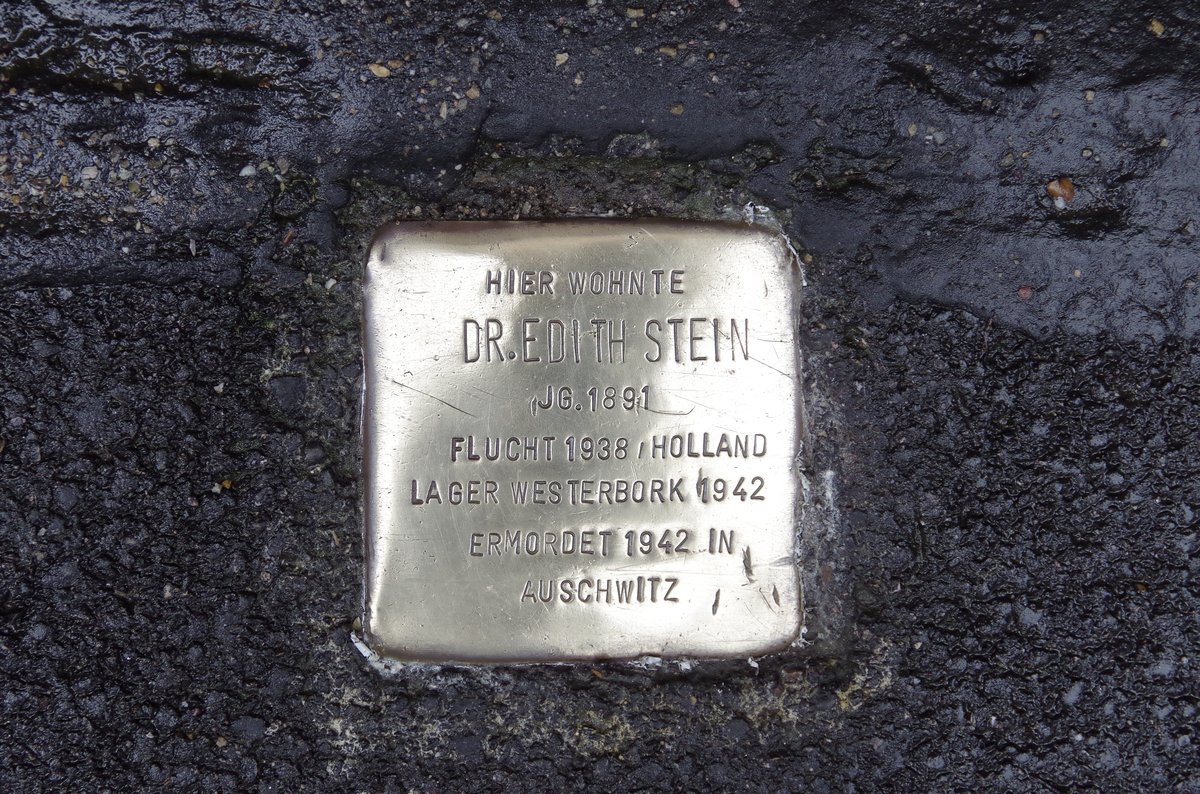 HIER WOHNTE
DR. EDITH STEIN
JG. 1891
FLUCHT 1938 / HOLLAND
LAGER WESTERBORK 1942
ERMORDET 1942 IN
AUSCHWITZ